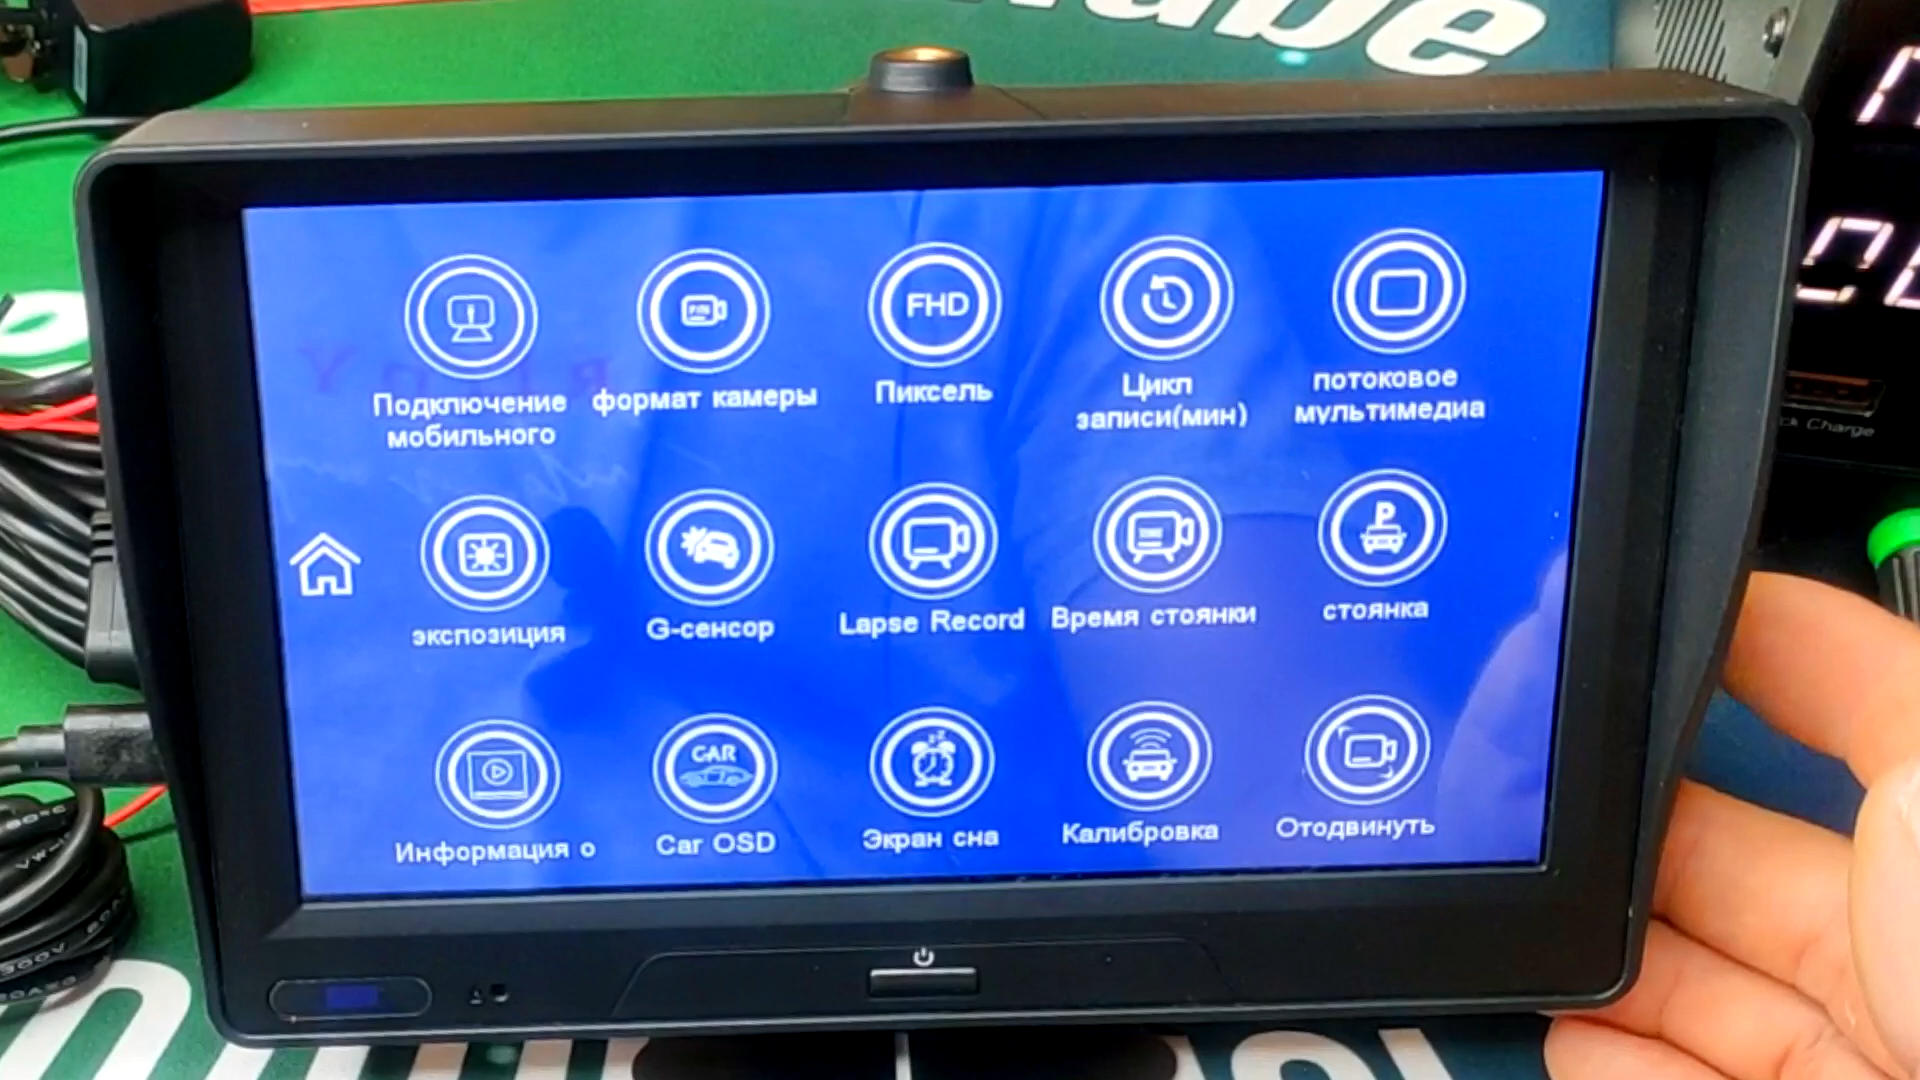 FHD
Подключение
мобильного
формат камеры
Пиксель
Цикл
записи(мин)
потоковое
мультимедиа
Charge
P
экспозиция
G-сенсор
Lapse Record
Время стоянки
стоянка
CAR
Информация о
Car OSD
Экран сна
Калибровка
Отодвинуть